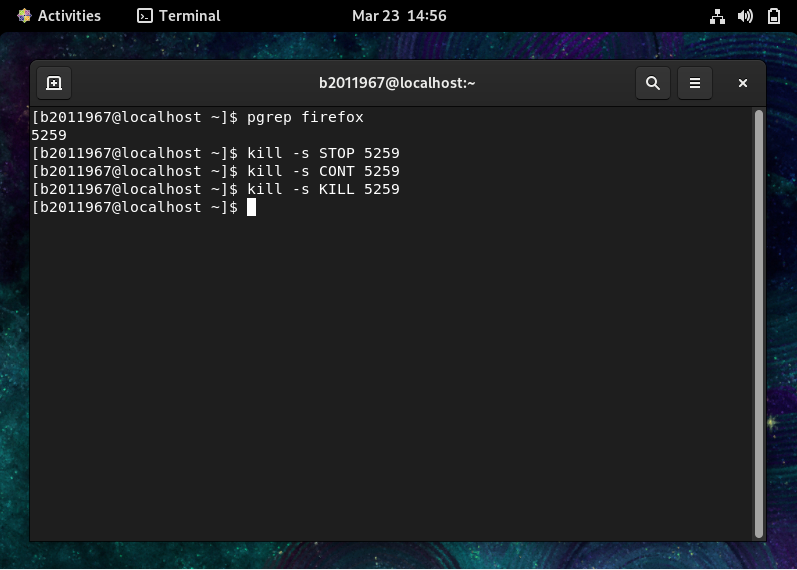 Activities Terminal Mar 23 14:56
b2011967@localhost:~
[b2011967@localhost ~]$ pgrep firefox
5259
[b2011967@localhost ~]$ kill -s STOP 5259
[b2011967@localhost ~]$ kill -s CONT 5259
[b2011967@localhost ~]$ kill -s KILL 5259
[b2011967@localhost ~]$